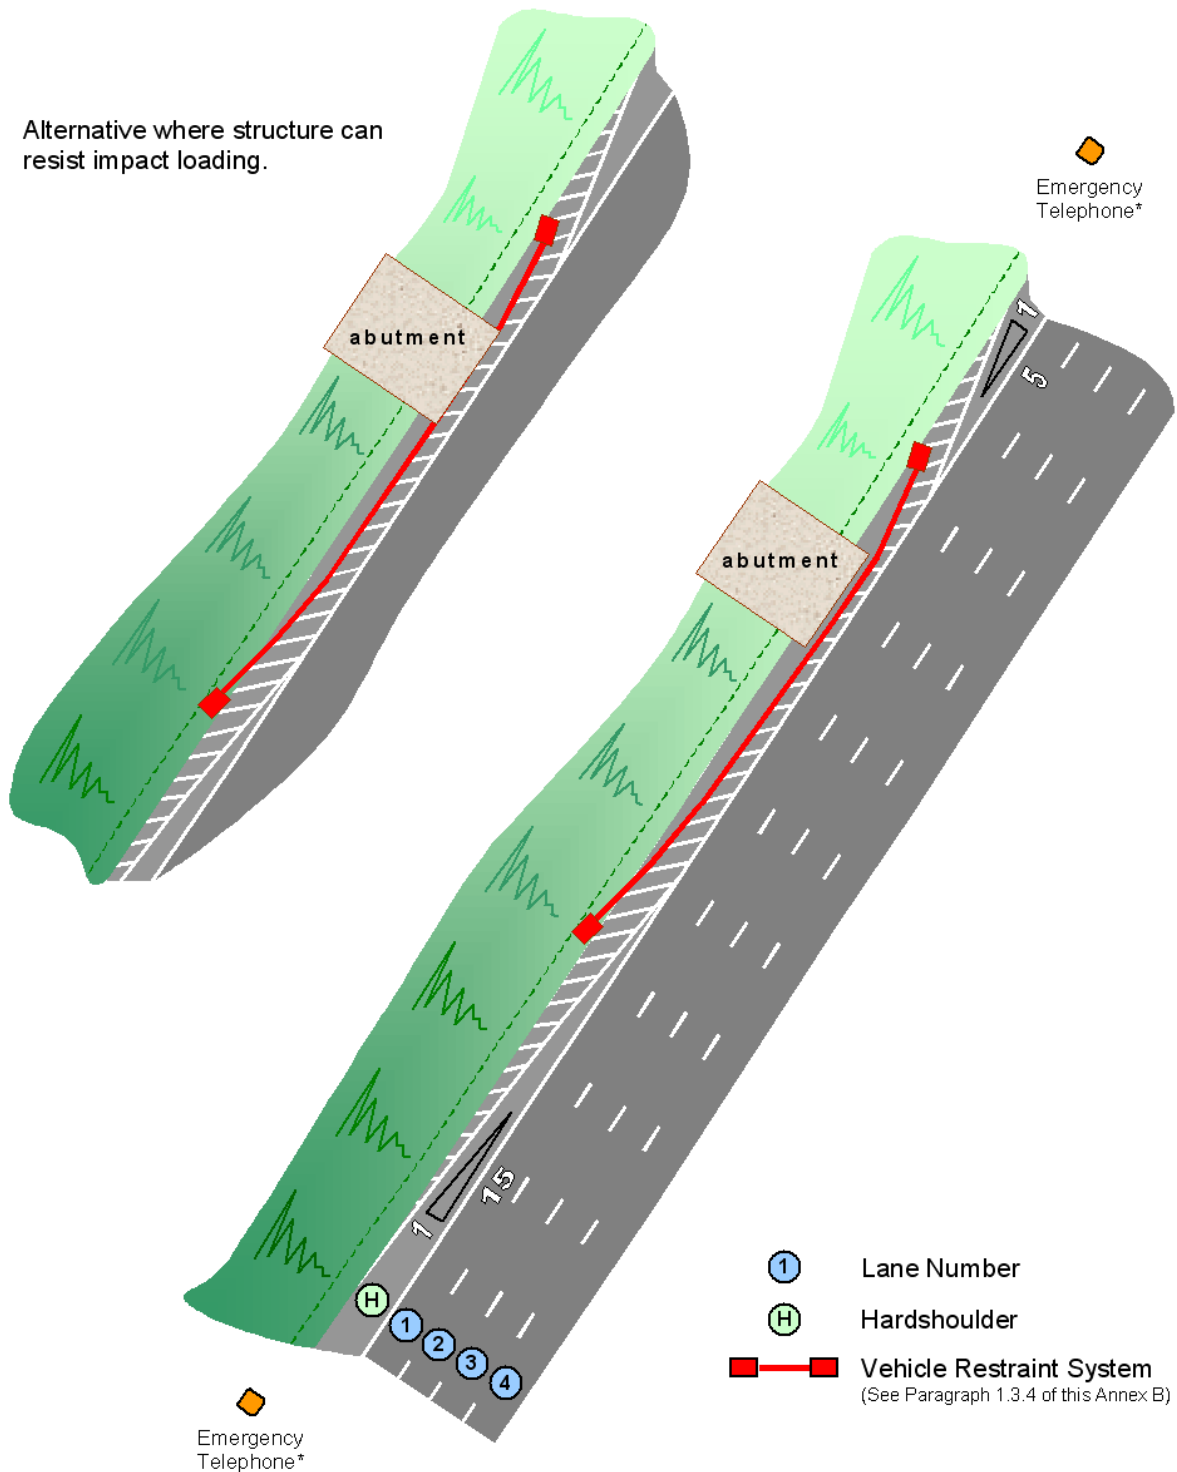 Alternative where structure can
resist impact loading.
Emergency
Telephone*
abutment
1
5
abutment
15
1
H
1
2
3
4
1
Lane Number
H
Hardshoulder
Vehicle Restraint System
(See Paragraph 1.3.4 of this Annex B)
Emergency
Telephone*